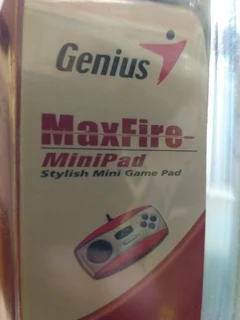 Genius
MaxFire-
MiniPad
Stylish Mini Game Pad